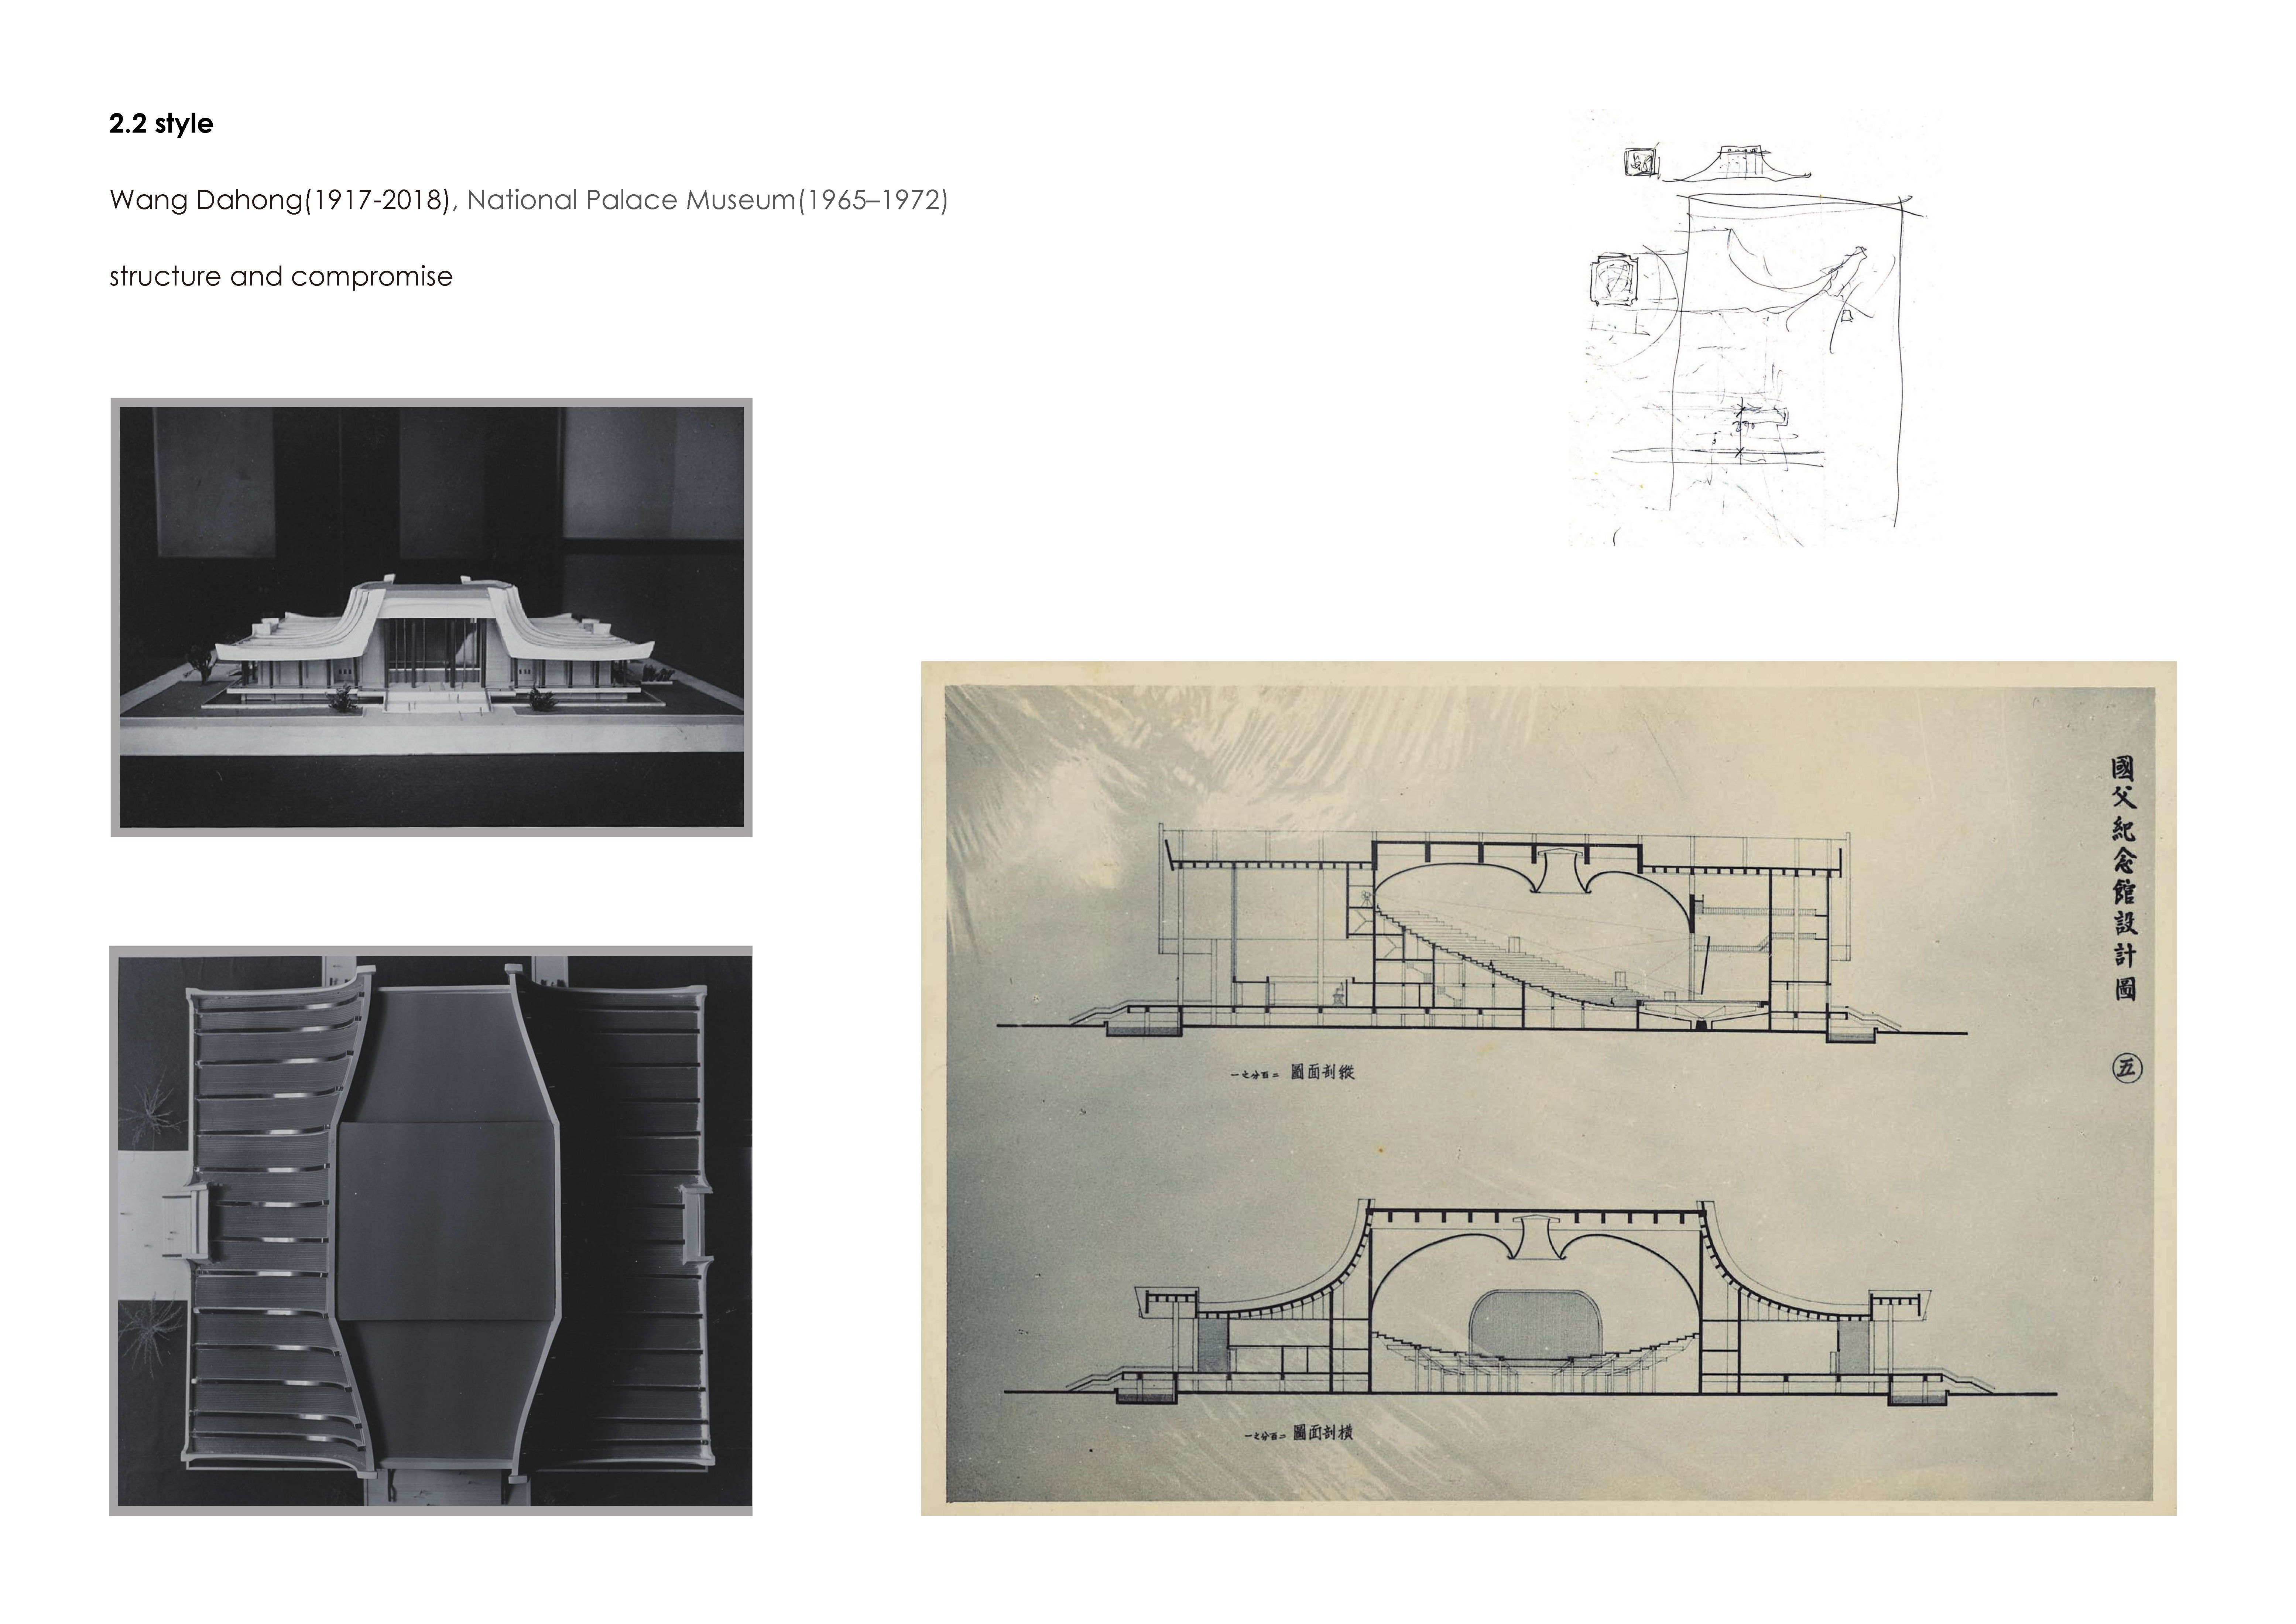 2.2 style
Wang Dahong(1917-2018), National Palace Museum(1965–1972)
structure and compromise
國父紀念館設計圖
五
一之分百二 圖面剖縱
一之分百二 圖面剖橫